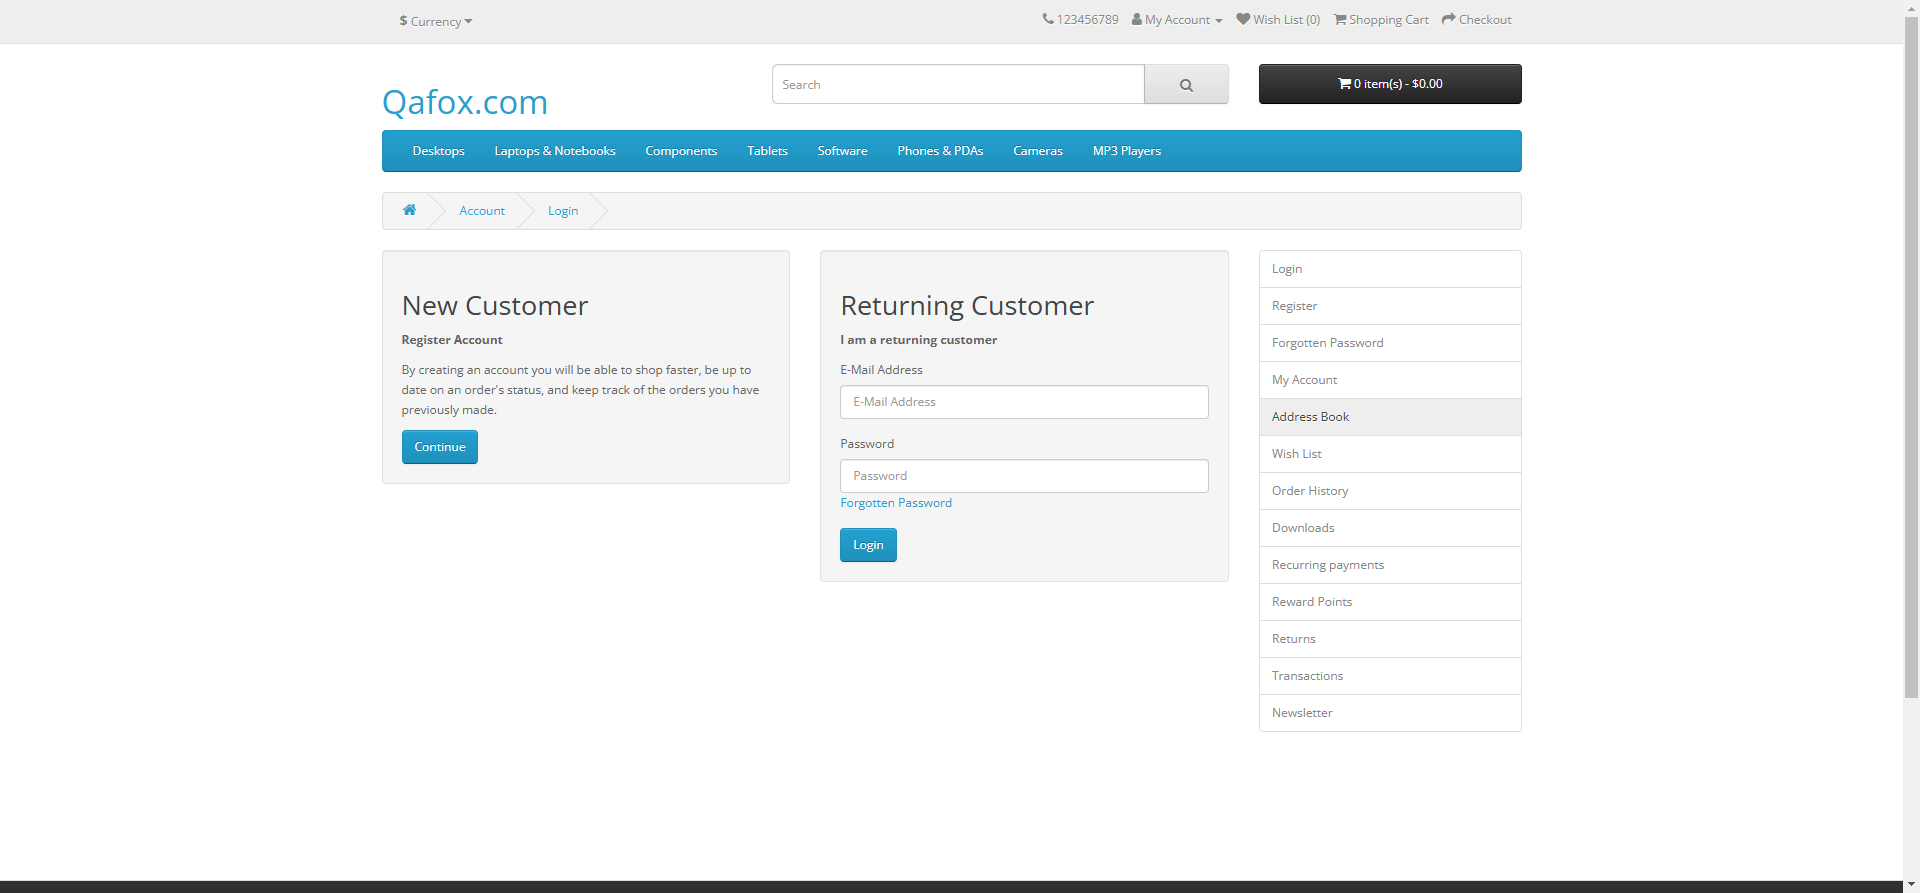 $ Currency
123456789 My Account Wish List (0) Shopping Cart Checkout
Qafox.com
Search
0 item(s) - $0.00
Desktops Laptops & Notebooks Components Tablets Software Phones & PDAs Cameras MP3 Players
Account Login
New Customer
Register Account
By creating an account you will be able to shop faster, be up to
date on an order's status, and keep track of the orders you have
previously made.
Continue
Returning Customer
I am a returning customer
E-Mail Address
E-Mail Address
Password
Password
Forgotten Password
Login
Login
Register
Forgotten Password
My Account
Address Book
Wish List
Order History
Downloads
Recurring payments
Reward Points
Returns
Transactions
Newsletter